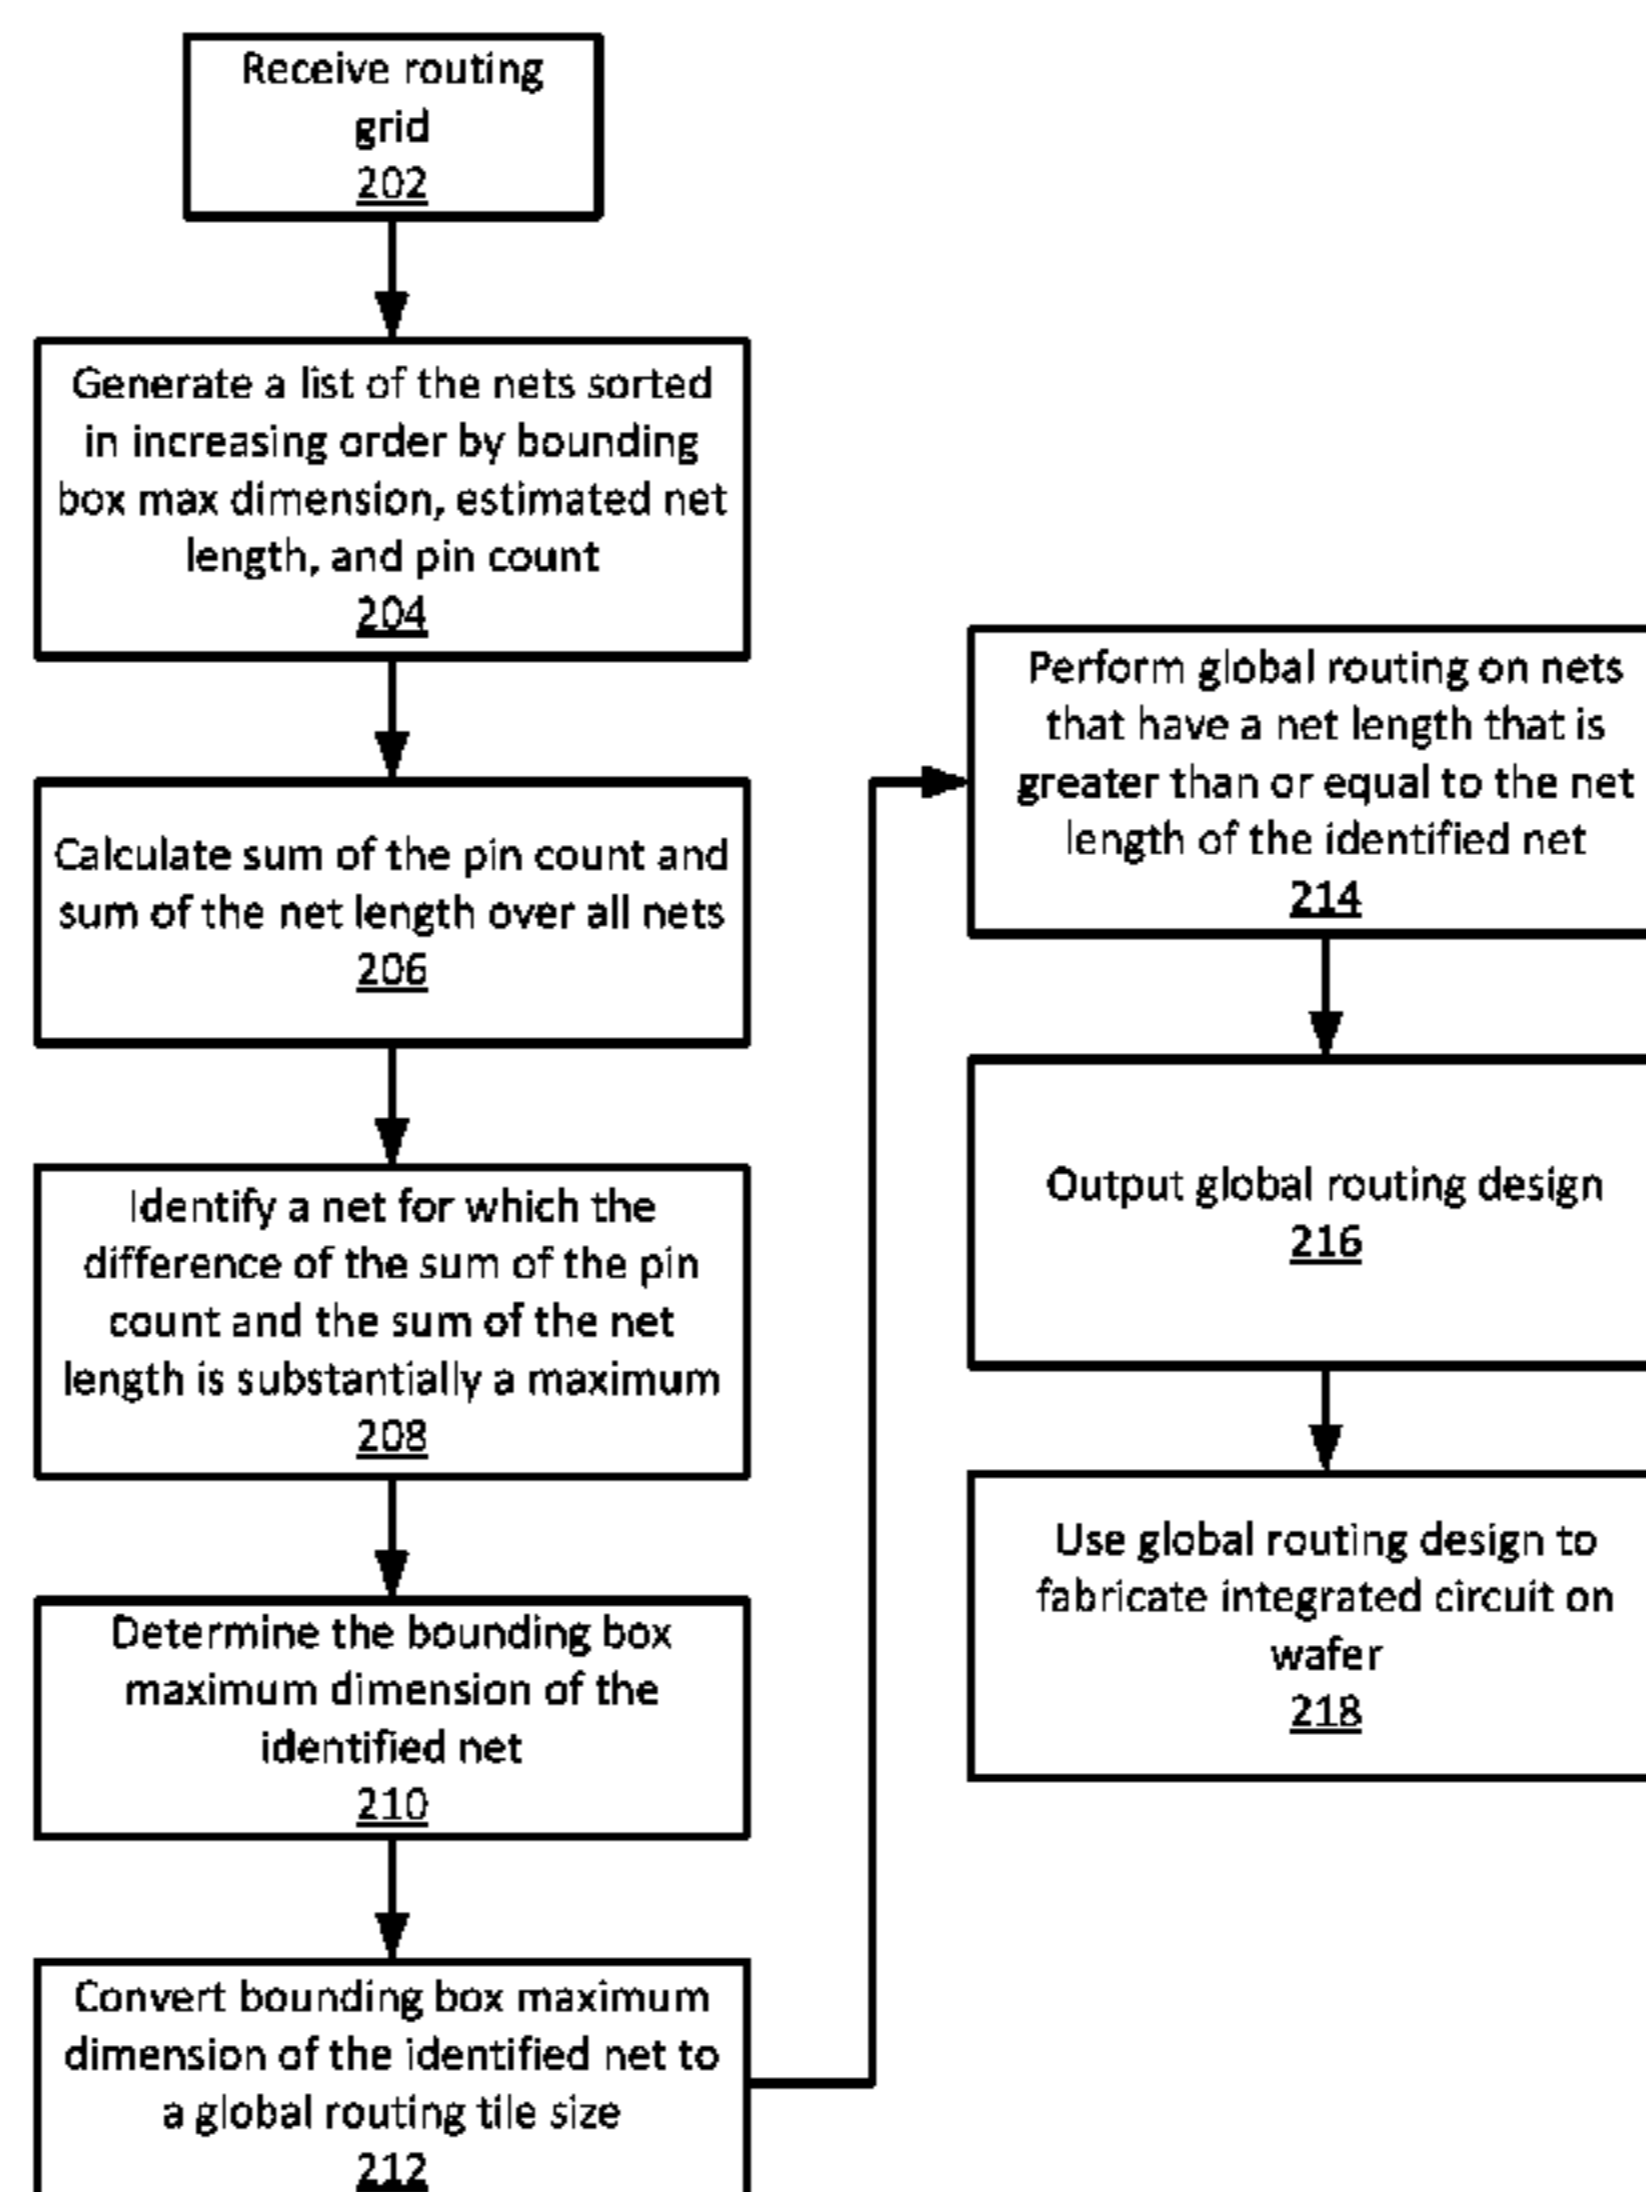 Receive routing
grid
202
Generate a list of the nets sorted
in increasing order by bounding
box max dimension, estimated net
length, and pin count
204
Calculate sum of the pin count and
sum of the net length over all nets
206
Identify a net for which the
difference of the sum of the pin
count and the sum of the net
length is substantially a maximum
208
Determine the bounding box
maximum dimension of the
identified net
210
Convert bounding box maximum
dimension of the identified net to
a global routing tile size
212
Perform global routing on nets
that have a net length that is
greater than or equal to the net
length of the identified net
214
Output global routing design
216
Use global routing design to
fabricate integrated circuit on
wafer
218